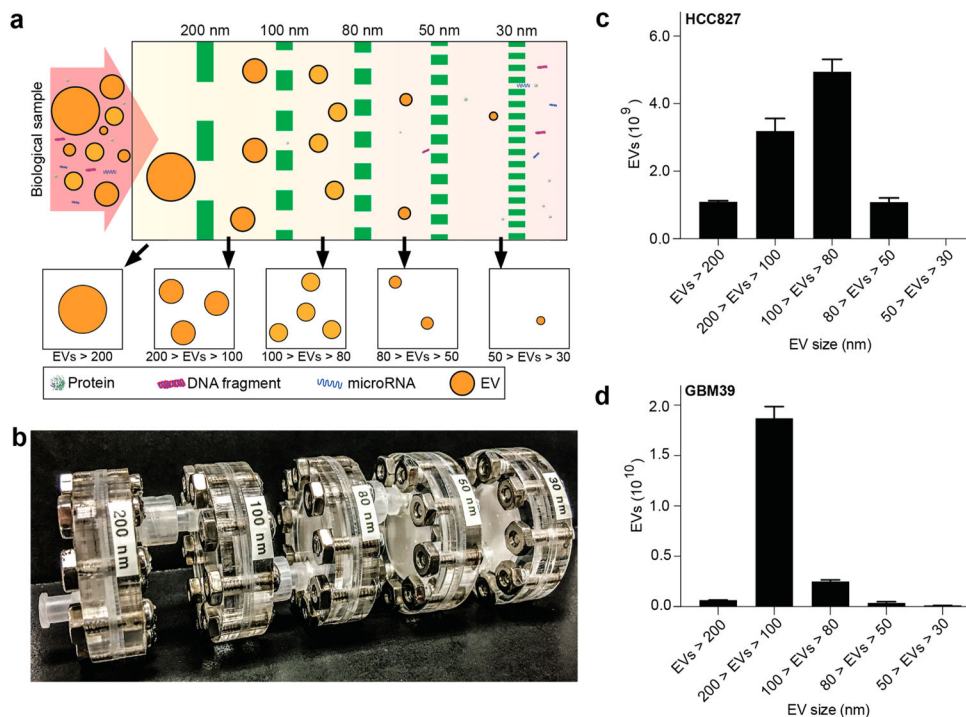 a
200 nm 100 nm 80 nm 50 nm 30 nm
Biological sample
EVs > 200
200 > EVs > 100
100 > EVs > 80
80 > EVs > 50
50 > EVs > 30
Protein DNA fragment microRNA EV
b
200 nm
100 nm
80 nm
50 nm
30 nm
c
HCC827
EVs (10⁹)
6.0
4.0
2.0
0.0
EVs > 200
200 > EVs > 100
100 > EVs > 80
80 > EVs > 50
50 > EVs > 30
EV size (nm)
d
GBM39
EVs (10¹⁰)
2.0
1.5
1.0
0.5
0.0
EVs > 200
200 > EVs > 100
100 > EVs > 80
80 > EVs > 50
50 > EVs > 30
EV size (nm)